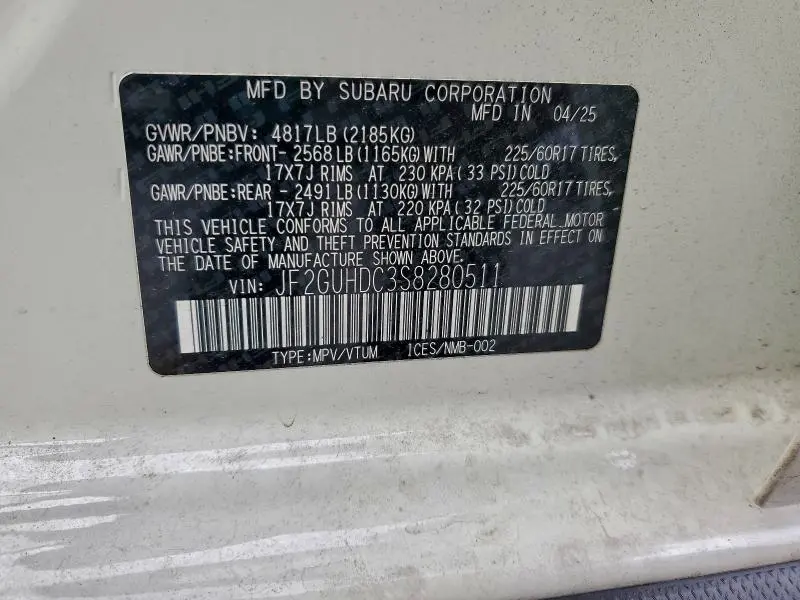 MFD BY SUBARU CORPORATION
MFD IN 04/25
GVWR/PNBV: 4817LB (2185KG)
GAWR/PNBE:FRONT- 2568LB (1165KG) WITH 225/60R17 TIRES,
17X7J RIMS AT 230 KPA( 33 PSI) COLD
GAWR/PNBE:REAR - 2491LB (1130KG) WITH 225/60R17 TIRES,
17X7J RIMS AT 220 KPA( 32 PSI) COLD
THIS VEHICLE CONFORMS TO ALL APPLICABLE FEDERAL MOTOR
VEHICLE SAFETY AND THEFT PREVENTION STANDARDS IN EFFECT ON
THE DATE OF MANUFACTURE SHOWN ABOVE.
VIN: JF2GUHDC3S8280511
TYPE:MPV/VTUM 1CES/NMB-002